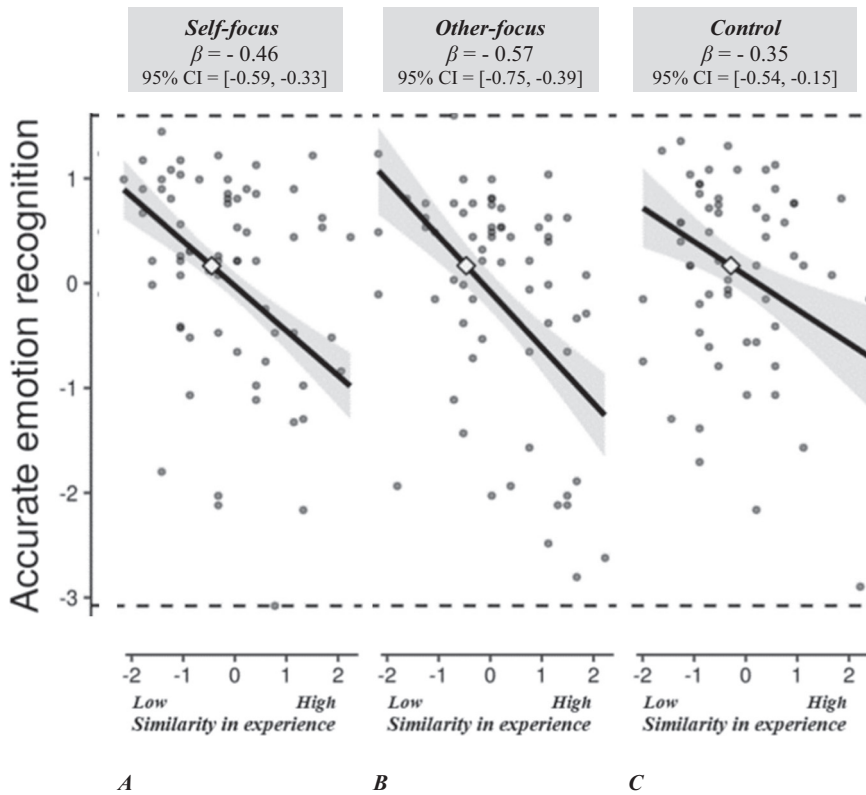 Self-focus
β = - 0.46
95% CI = [-0.59, -0.33]
Other-focus
β = - 0.57
95% CI = [-0.75, -0.39]
Control
β = - 0.35
95% CI = [-0.54, -0.15]
Accurate emotion recognition
1
0
-1
-2
-3
-2 -1 0 1 2
Low High
Similarity in experience
-2 -1 0 1 2
Low High
Similarity in experience
-2 -1 0 1 2
Low High
Similarity in experience
A
B
C